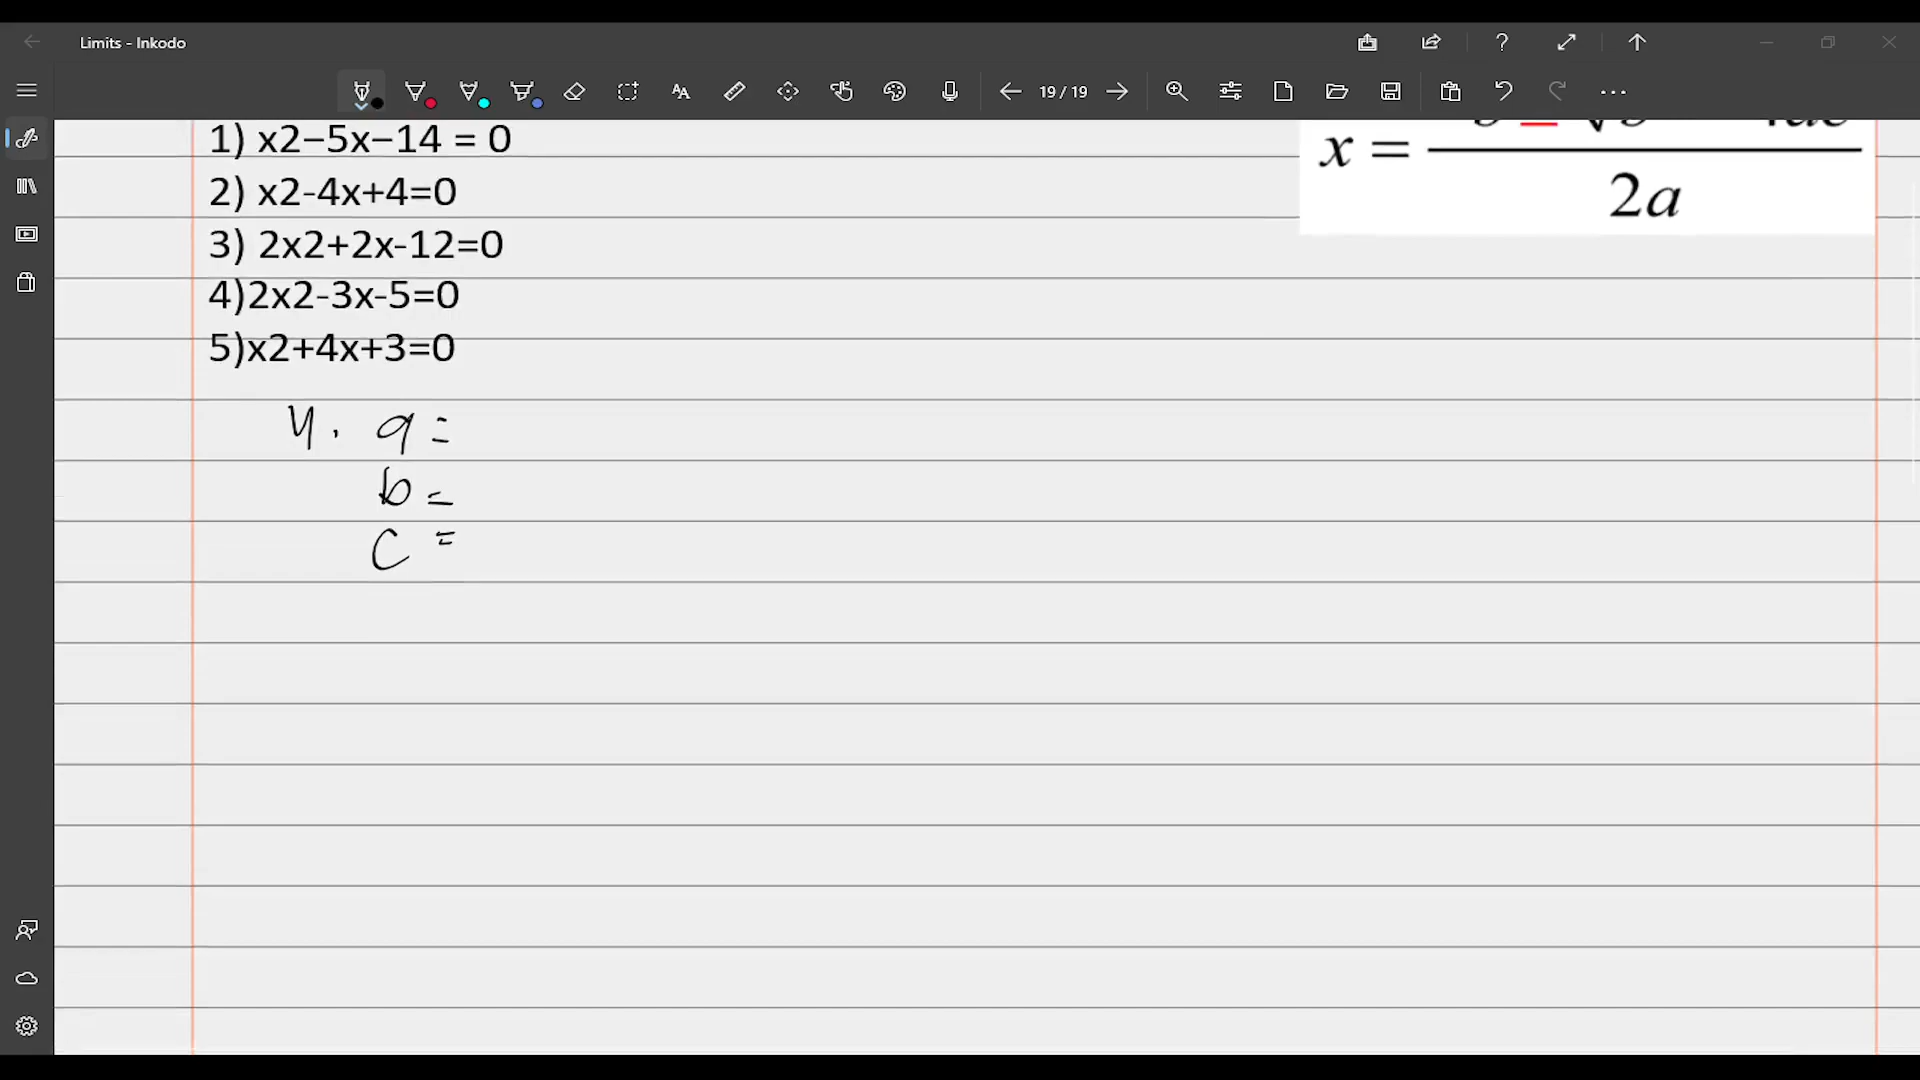 Limits - Inkodo
19 / 19
1) x2–5x–14 = 0
2) x2-4x+4=0
3) 2x2+2x-12=0
4)2x2-3x-5=0
5)x2+4x+3=0
x =
2a
4. a =
b =
c =